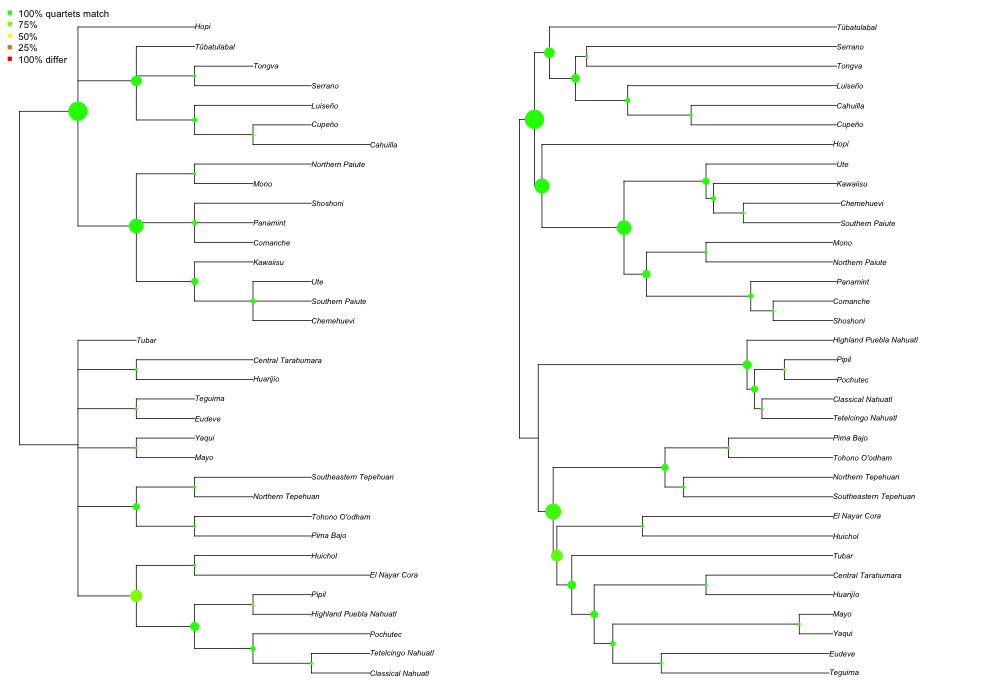 100% quartets match
75%
50%
25%
100% differ
Hopi
Tübatulabal
Tongva
Serrano
Luiseño
Cupeño
Cahuilla
Northern Paiute
Mono
Shoshoni
Panamint
Comanche
Kawaiisu
Ute
Southern Paiute
Chemehuevi
Tubar
Central Tarahumara
Huarijio
Teguima
Eudeve
Yaqui
Mayo
Southeastern Tepehuan
Northern Tepehuan
Tohono O'odham
Pima Bajo
Huichol
El Nayar Cora
Pipil
Highland Puebla Nahuatl
Pochutec
Tetelcingo Nahuatl
Classical Nahuatl
Tübatulabal
Serrano
Tongva
Luiseño
Cahuilla
Cupeño
Hopi
Ute
Kawaiisu
Chemehuevi
Southern Paiute
Mono
Northern Paiute
Panamint
Comanche
Shoshoni
Highland Puebla Nahuatl
Pipil
Pochutec
Classical Nahuatl
Tetelcingo Nahuatl
Pima Bajo
Tohono O'odham
Northern Tepehuan
Southeastern Tepehuan
El Nayar Cora
Huichol
Tubar
Central Tarahumara
Huarijio
Mayo
Yaqui
Eudeve
Teguima